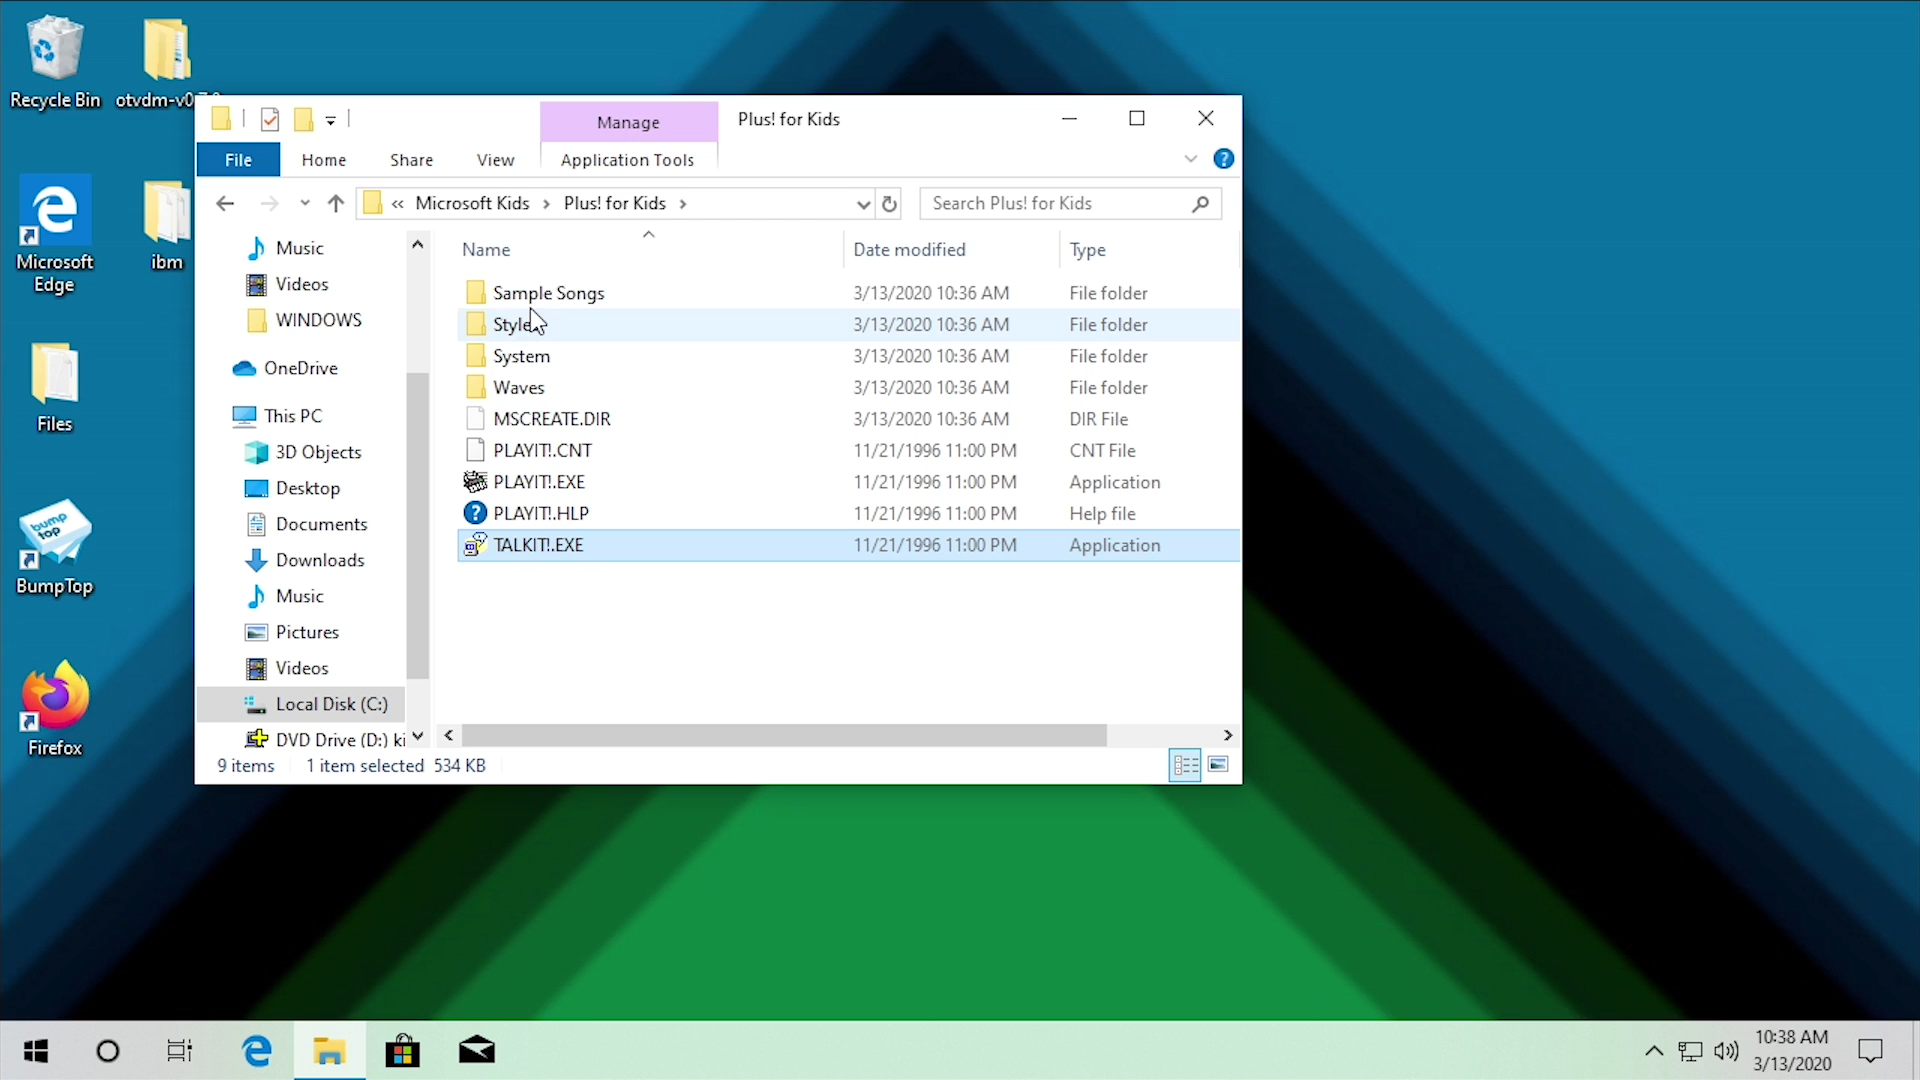 Recycle Bin
otvdm-v0.7.0
Microsoft Edge
ibm
Files
bump top
BumpTop
Firefox
Manage
Plus! for Kids
File
Home
Share
View
Application Tools
« Microsoft Kids › Plus! for Kids ›
Search Plus! for Kids
Music
Videos
WINDOWS
OneDrive
This PC
3D Objects
Desktop
Documents
Downloads
Music
Pictures
Videos
Local Disk (C:)
DVD Drive (D:) ki
Name Date modified Type
Sample Songs 3/13/2020 10:36 AM File folder
Style 3/13/2020 10:36 AM File folder
System 3/13/2020 10:36 AM File folder
Waves 3/13/2020 10:36 AM File folder
MSCREATE.DIR 3/13/2020 10:36 AM DIR File
PLAYIT!.CNT 11/21/1996 11:00 PM CNT File
PLAYIT!.EXE 11/21/1996 11:00 PM Application
PLAYIT!.HLP 11/21/1996 11:00 PM Help file
TALKIT!.EXE 11/21/1996 11:00 PM Application
9 items 1 item selected 534 KB
10:38 AM
3/13/2020